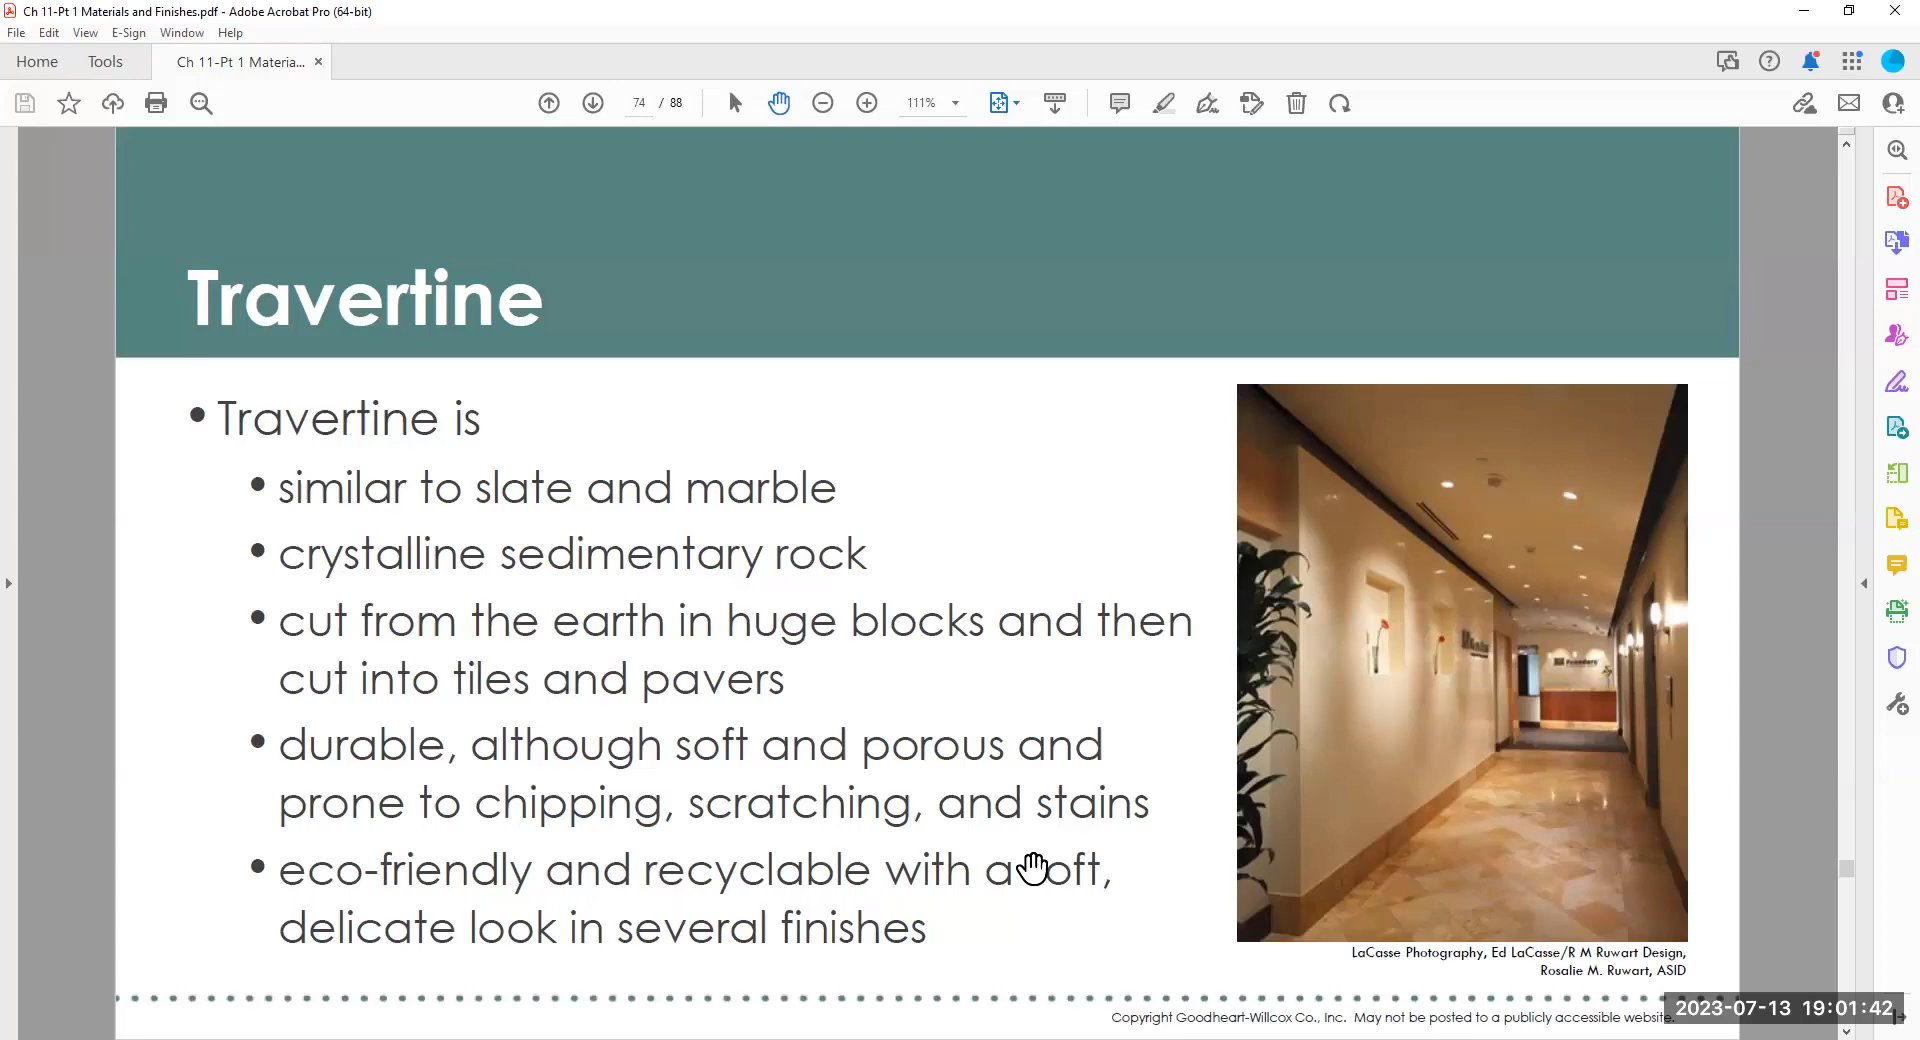 Ch 11-Pt 1 Materials and Finishes.pdf - Adobe Acrobat Pro (64-bit)
File Edit View E-Sign Window Help
Home Tools Ch 11-Pt 1 Materia... ×
74 / 88 111%
Travertine
• Travertine is
• similar to slate and marble
• crystalline sedimentary rock
• cut from the earth in huge blocks and then
cut into tiles and pavers
• durable, although soft and porous and
prone to chipping, scratching, and stains
• eco-friendly and recyclable with a oft,
delicate look in several finishes
LaCasse Photography, Ed LaCasse/R M Ruwart Design,
Rosalie M. Ruwart, ASID
2023-07-13 19:01:42
Copyright Goodheart-Willcox Co., Inc. May not be posted to a publicly accessible website.